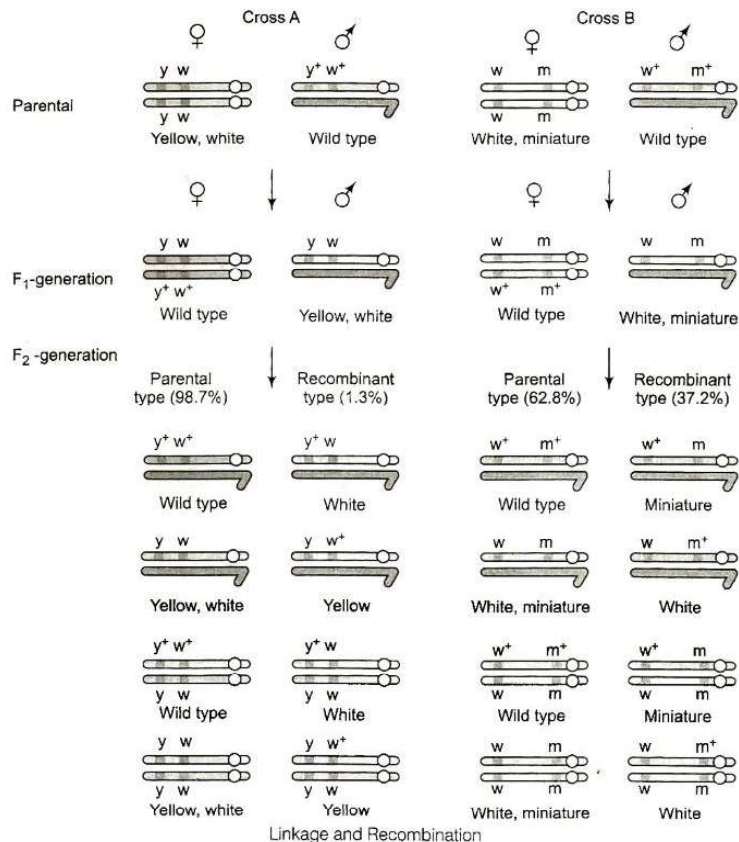 Cross A Cross B
♀ ♂ ♀ ♂
y w y⁺ w⁺ w m w⁺ m⁺
Parental
y w w m
Yellow, white Wild type White, miniature Wild type
♀ ♂ ♀ ♂
y w y w w m w m
F₁-generation
y⁺ w⁺ w⁺ m⁺
Wild type Yellow, white Wild type White, miniature
F₂ -generation
Parental Recombinant Parental Recombinant
type (98.7%) type (1.3%) type (62.8%) type (37.2%)
y⁺ w⁺ y⁺ w w⁺ m⁺ w⁺ m
Wild type White Wild type Miniature
y w y w⁺ w m w m⁺
Yellow, white Yellow White, miniature White
y⁺ w⁺ y⁺ w w⁺ m⁺ w⁺ m
y w y w w m w m
Wild type White Wild type Miniature
y w y w⁺ w m w m⁺
y w y w w m w m
Yellow, white Yellow White, miniature White
Linkage and Recombination